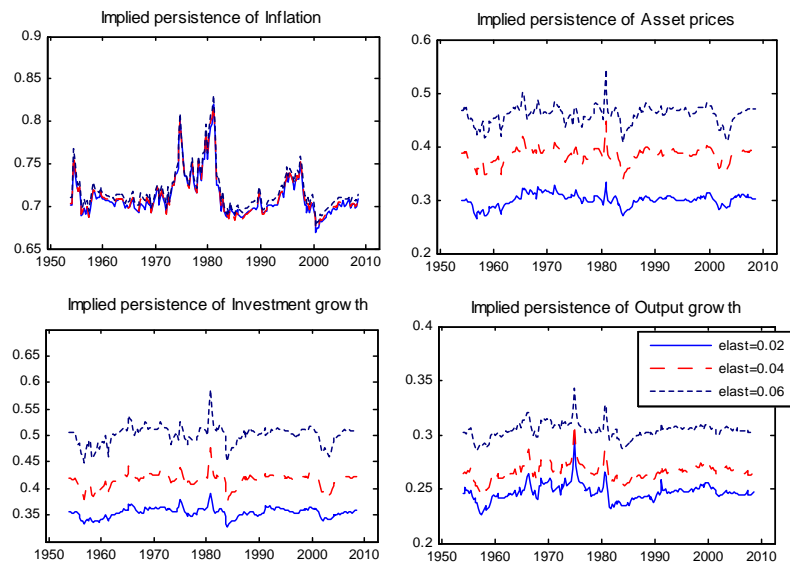 Implied persistence of Inflation
0.9
0.85
0.8
0.75
0.7
0.65
1950 1960 1970 1980 1990 2000 2010
Implied persistence of Asset prices
0.6
0.5
0.4
0.3
0.2
1950 1960 1970 1980 1990 2000 2010
Implied persistence of Investment growth
0.65
0.6
0.55
0.5
0.45
0.4
0.35
1950 1960 1970 1980 1990 2000 2010
Implied persistence of Output growth
0.4
0.35
0.3
0.25
0.2
1950 1960 1970 1980 1990 2000 2010
elast=0.02
elast=0.04
elast=0.06